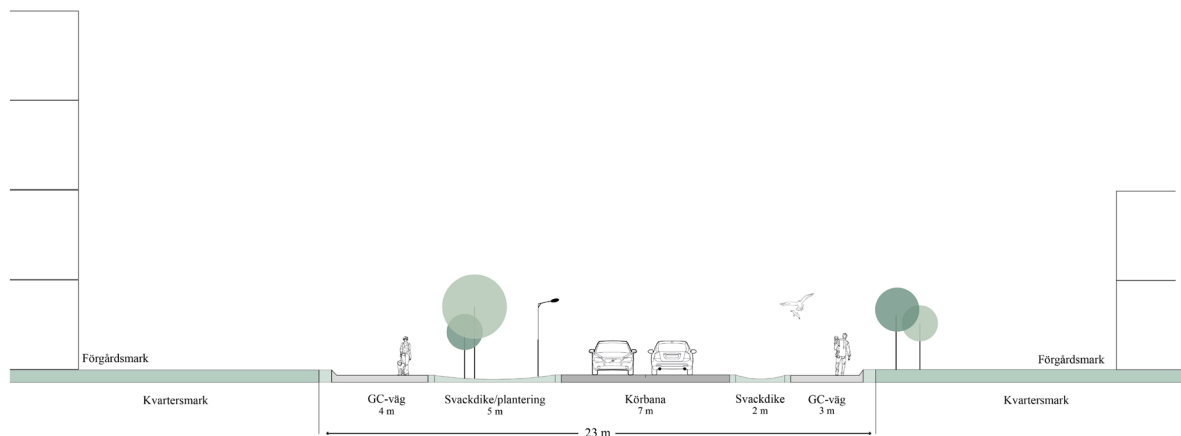 Förgårdsmark
Förgårdsmark
Kvartersmark
GC-väg
4 m
Svackdike/plantering
5 m
Körbana
7 m
Svackdike
2 m
GC-väg
3 m
Kvartersmark
23 m